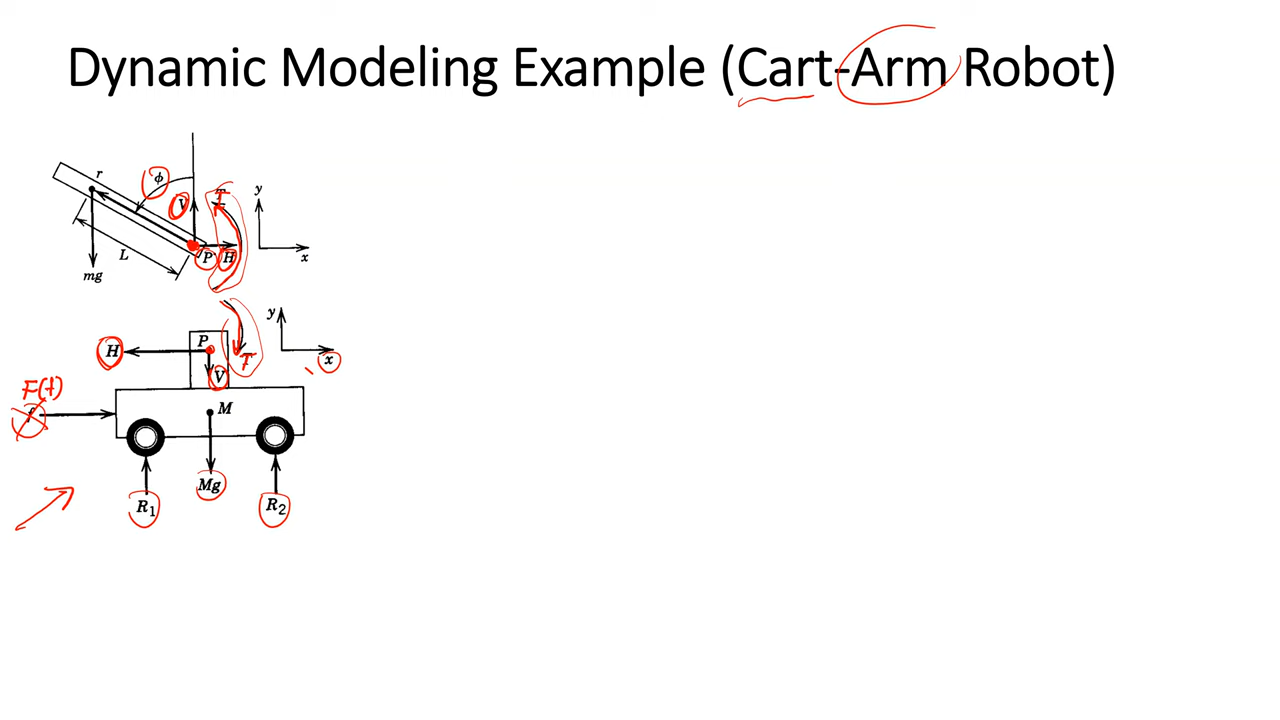 Dynamic Modeling Example (Cart-Arm Robot)
r
ϕ
V
T
y
P
H
x
L
mg
y
H
P
T
x
V
F(t)
M
Mg
R₁
R₂